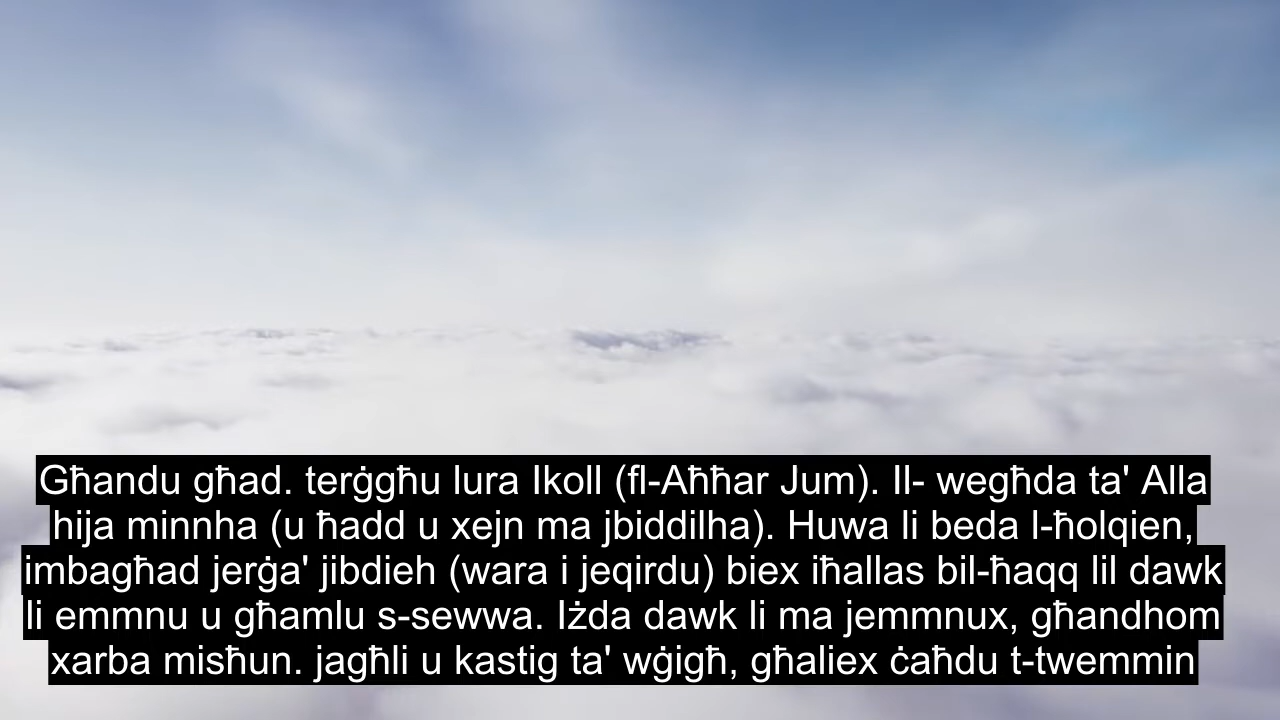 Għandu għad. terġgħu lura Ikoll (fl-Aħħar Jum). Il- wegħda ta' Alla
hija minnha (u ħadd u xejn ma jbiddilha). Huwa li beda l-ħolqien,
imbagħad jerġa' jibdieh (wara i jeqirdu) biex iħallas bil-ħaqq Iil dawk
li emmnu u għamlu s-sewwa. Iżda dawk li ma jemmnux, għandhom
xarba misħun. jagħli u kastig ta' wġigħ, għaliex ċaħdu t-twemmin